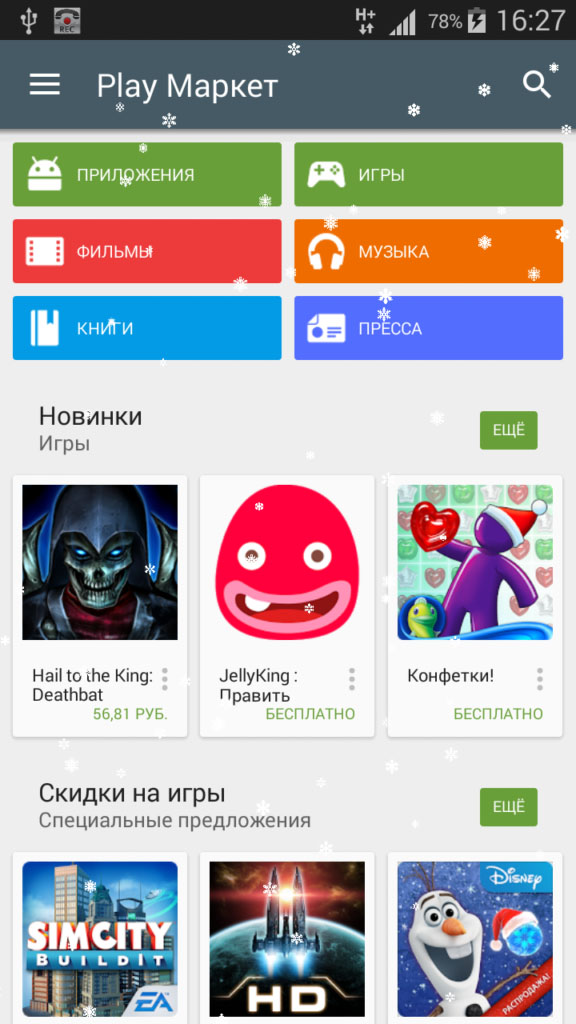 REC
H+
78%
16:27
Play Маркет
ПРИЛОЖЕНИЯ
ИГРЫ
ФИЛЬМЫ
МУЗЫКА
КНИГИ
ПРЕССА
Новинки
Игры
ЕЩЁ
Hail to the King:
Deathbat
56,81 РУБ.
JellyKing :
Править
БЕСПЛАТНО
Конфетки!
БЕСПЛАТНО
Скидки на игры
Специальные предложения
ЕЩЁ
SIMCITY
BUILDIT
EA
HD
Disney
РАСПРОДАЖА!